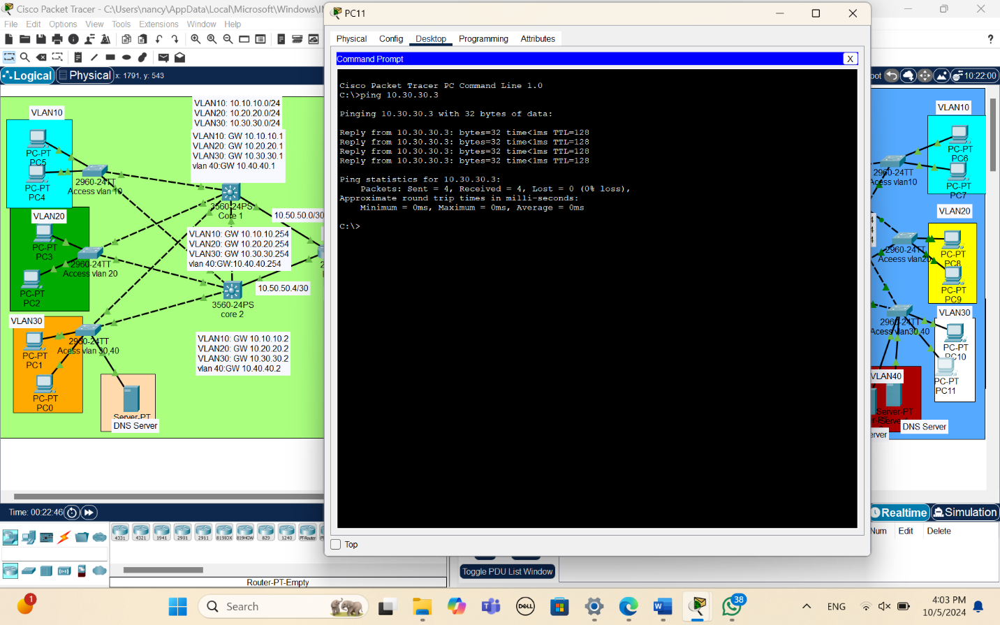 Cisco Packet Tracer - C:\Users\nancy\AppData\Local\Microsoft\Windows\
File Edit Options View Tools Extensions Window Help
Logical Physical x: 1791, y: 543
VLAN10
PC-PT
PC5
PC-PT
PC4
2960-24TT
Access vlan 10
VLAN20
PC-PT
PC3
PC-PT
PC2
2960-24TT
Access vlan 20
VLAN30
PC-PT
PC1
PC-PT
PC0
2950-24TT
Acess vlan 30,40
Server-PT
DNS Server
VLAN10: 10.10.10.0/24
VLAN20: 10.20.20.0/24
VLAN30: 10.30.30.0/24
VLAN10: GW 10.10.10.1
VLAN20: GW 10.20.20.1
VLAN30: GW 10.30.30.1
vlan 40:GW 10.40.40.1
3560-24PS
Core 1
10.50.50.0/30
VLAN10: GW 10.10.10.254
VLAN20: GW 10.20.20.254
VLAN30: GW 10.30.30.254
vlan 40:GW:10.40.40.254
10.50.50.4/30
3560-24PS
core 2
VLAN10: GW 10.10.10.2
VLAN20: GW 10.20.20.2
VLAN30: GW 10.30.30.2
vlan 40:GW 10.40.40.2
PC11
Physical Config Desktop Programming Attributes
Command Prompt X
Cisco Packet Tracer PC Command Line 1.0
C:\>ping 10.30.30.3
Pinging 10.30.30.3 with 32 bytes of data:
Reply from 10.30.30.3: bytes=32 time<1ms TTL=128
Reply from 10.30.30.3: bytes=32 time<1ms TTL=128
Reply from 10.30.30.3: bytes=32 time<1ms TTL=128
Reply from 10.30.30.3: bytes=32 time<1ms TTL=128
Ping statistics for 10.30.30.3:
Packets: Sent = 4, Received = 4, Lost = 0 (0% loss),
Approximate round trip times in milli-seconds:
Minimum = 0ms, Maximum = 0ms, Average = 0ms
C:\>
Top
10:22:00
VLAN10
PC-PT
PC6
PC-PT
PC7
2960-24TT
Acess vlan10
VLAN20
PC-PT
PC8
PC-PT
PC9
2960-24TT
Aceess vlan20
VLAN30
PC-PT
PC10
PC-PT
PC11
2960-24TT
Acess vlan30,40
VLAN40
Server-PT
DNS Server
Time: 00:22:46
Realtime Simulation
4331 4321 1941 2901 2911 819IOX 819HGW 829 1240 PT-Router
Router-PT-Empty
Num Edit Delete
Toggle PDU List Window
1
Search
DELL
38
ENG
4:03 PM
10/5/2024